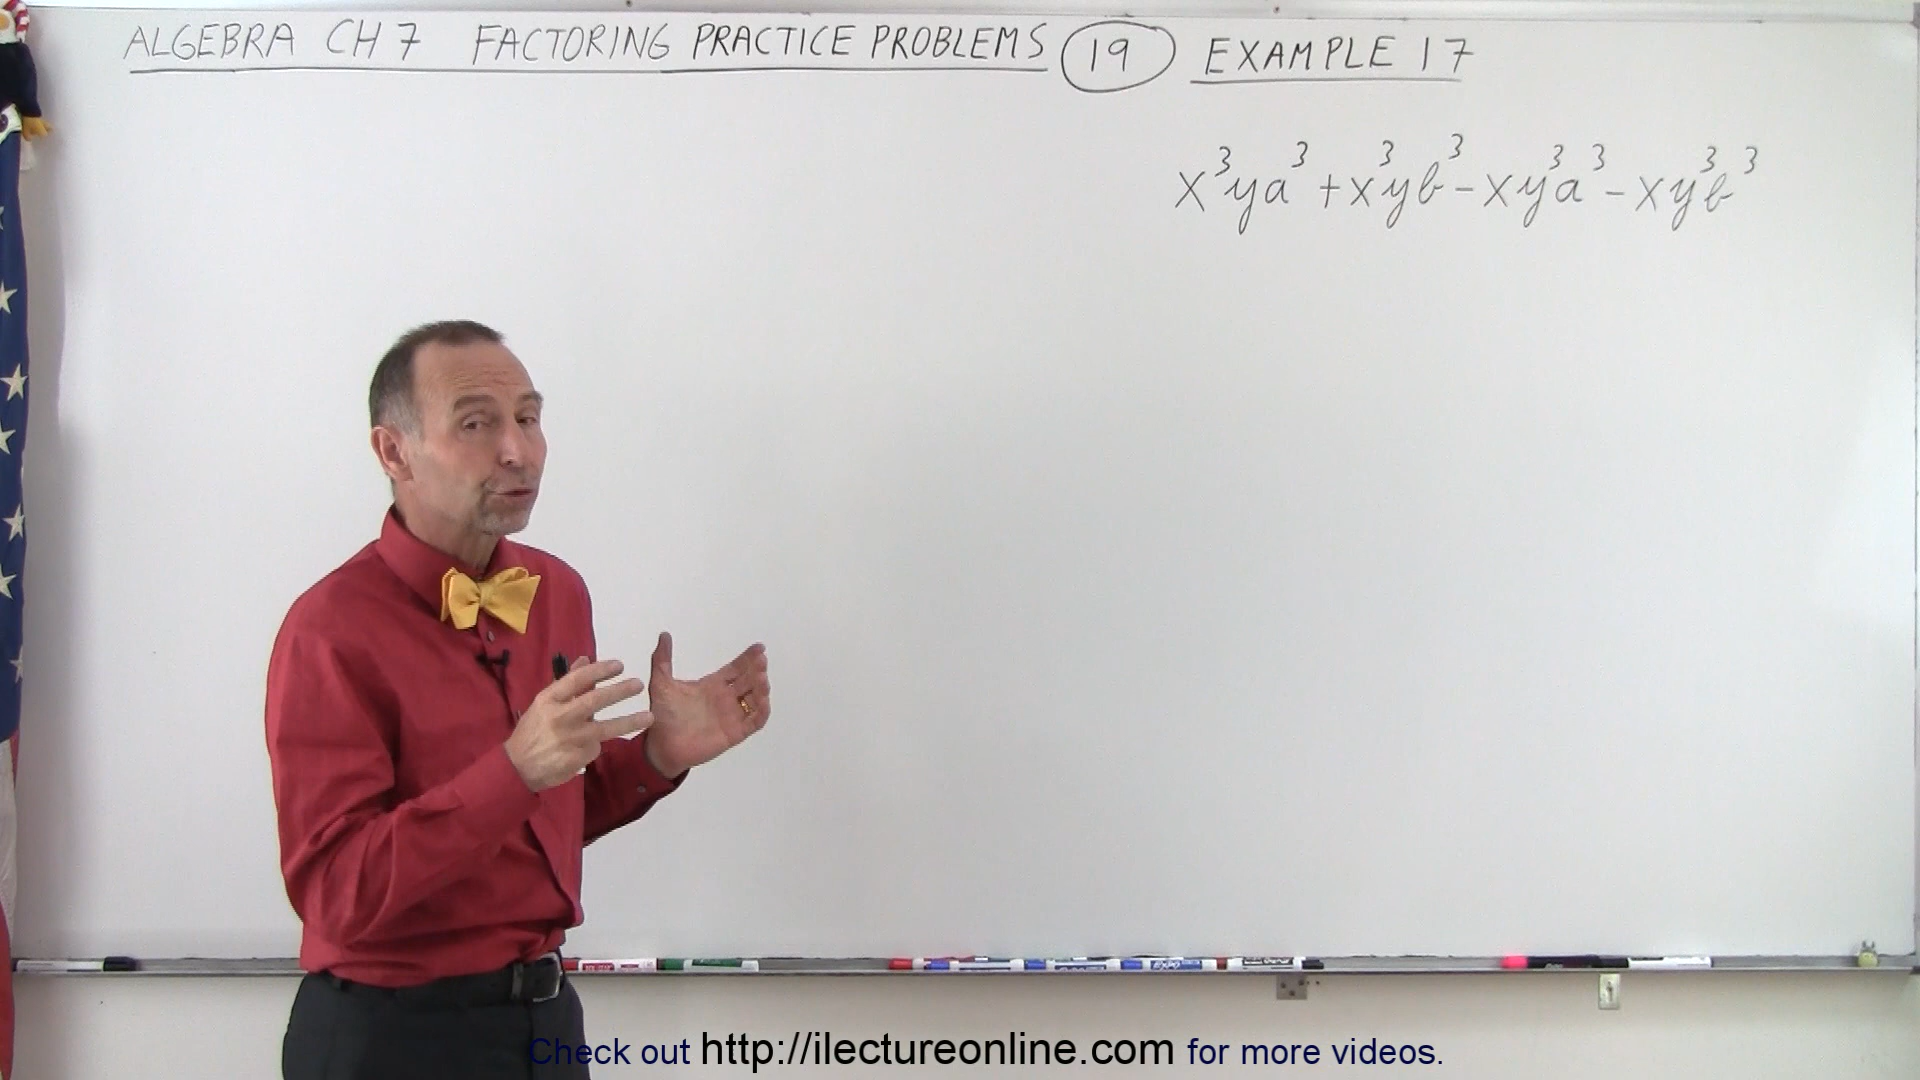 ALGEBRA CH 7 FACTORING PRACTICE PROBLEMS 19 EXAMPLE 17
x³ya³ + x³yb³ - xy³a³ - xy³b³
Check out http://ilectureonline.com for more videos.